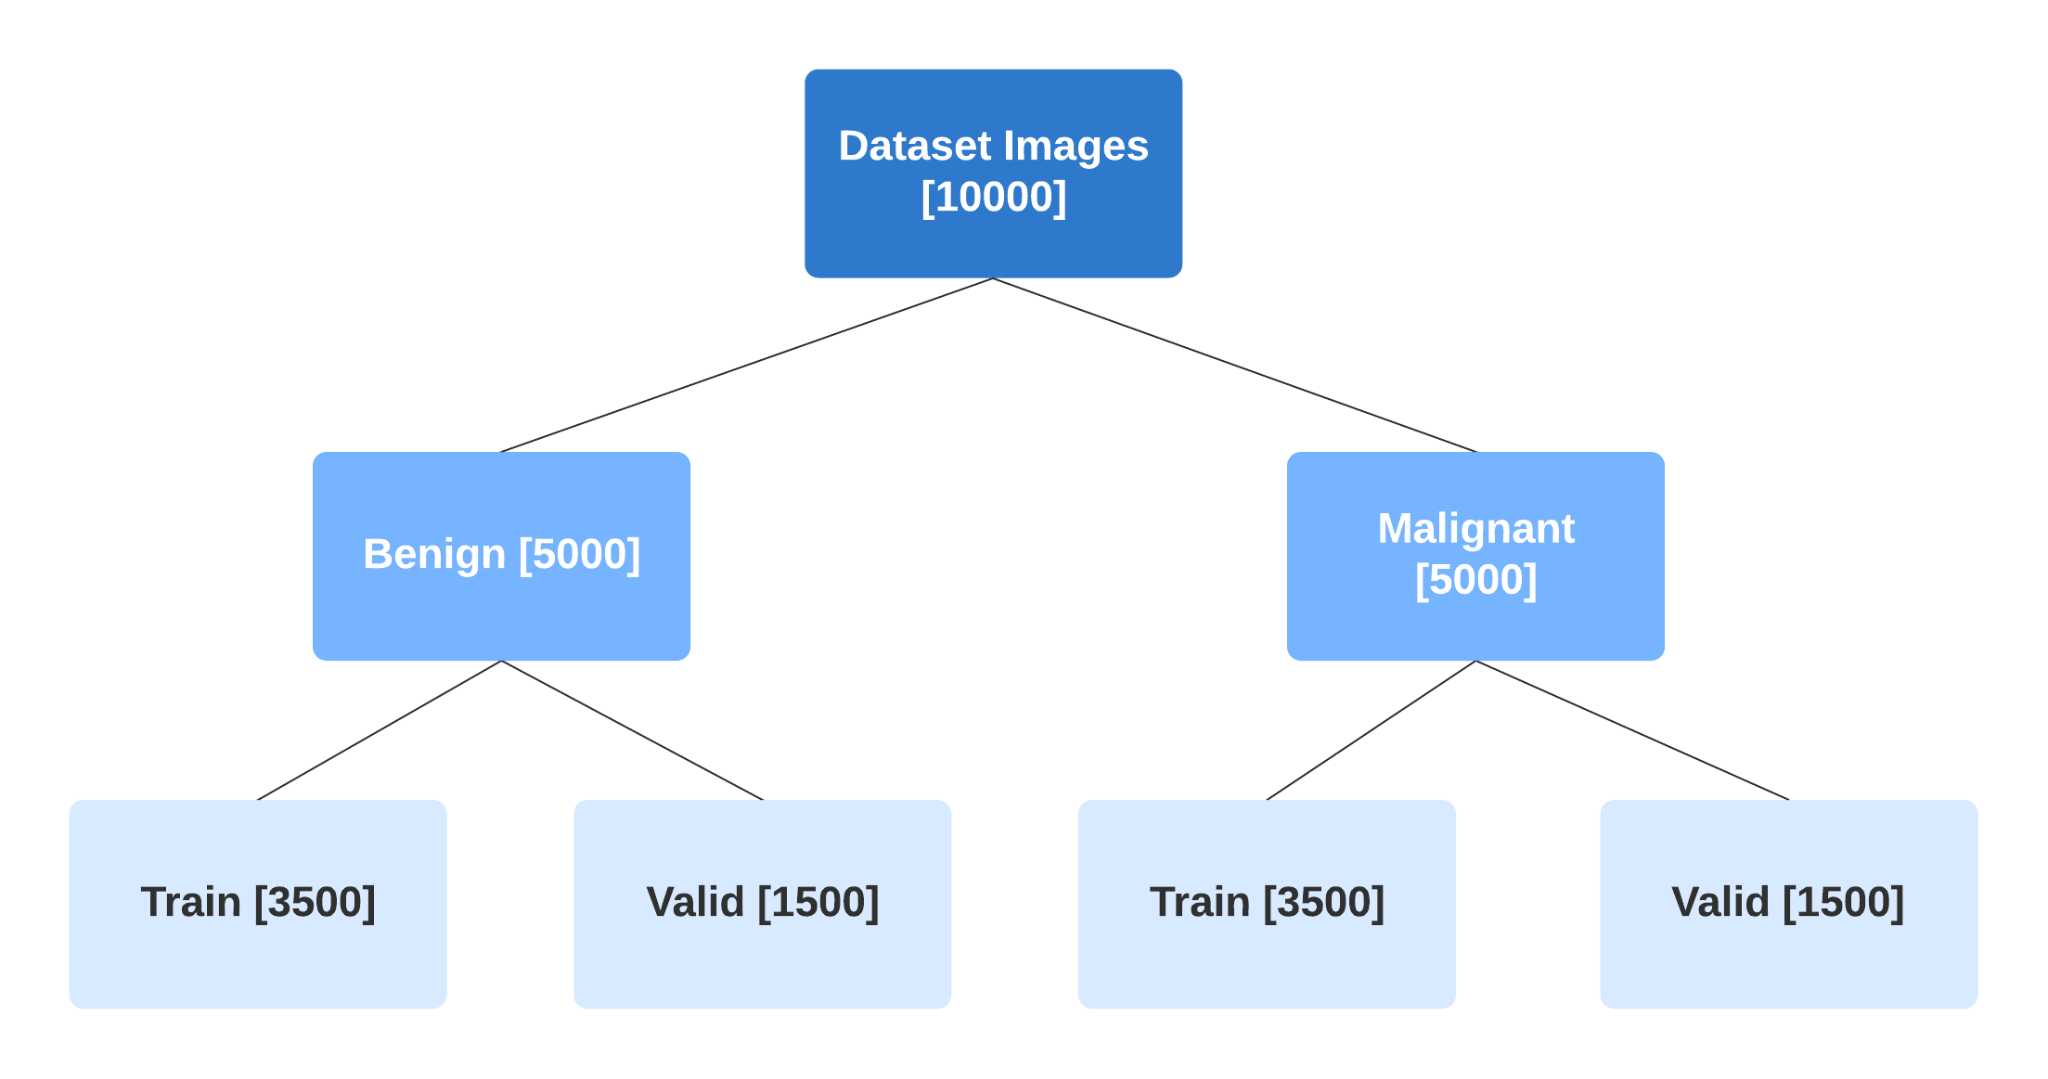 Dataset Images
[10000]
Benign [5000]
Malignant
[5000]
Train [3500]
Valid [1500]
Train [3500]
Valid [1500]